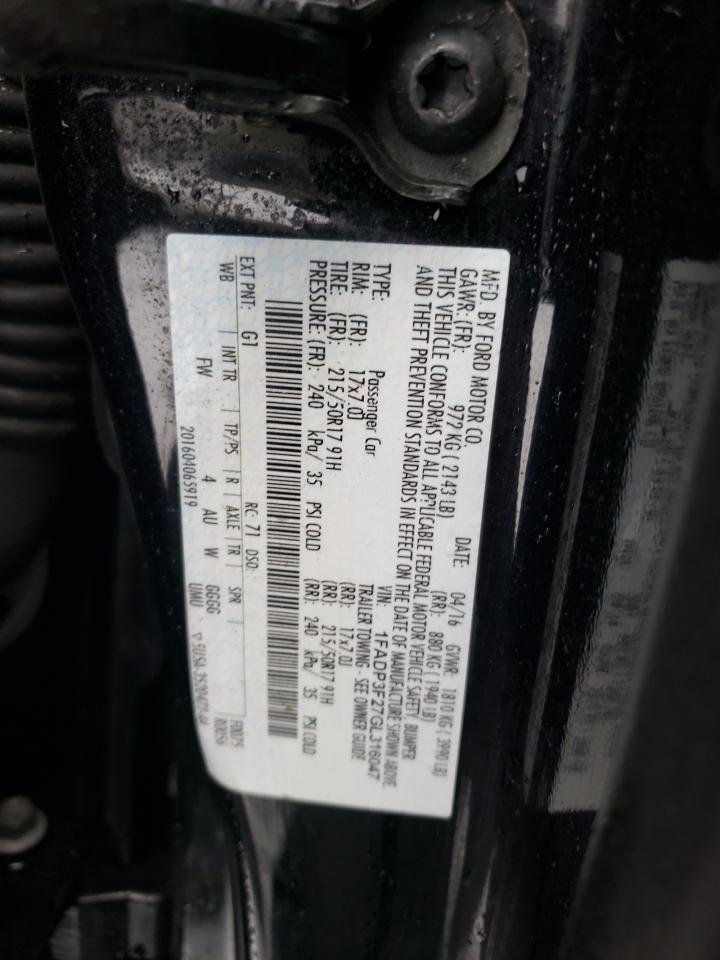 MFD. BY FORD MOTOR CO. DATE: 04/16 GVWR: 1810 KG ( 3990 LB)
GAWR: (FR): 972 KG ( 2143 LB) (RR): 880 KG ( 1940 LB)
THIS VEHICLE CONFORMS TO ALL APPLICABLE FEDERAL MOTOR VEHICLE SAFETY, BUMPER
AND THEFT PREVENTION STANDARDS IN EFFECT ON THE DATE OF MANUFACTURE SHOWN ABOVE.
VIN: 1FADP3F27GL316047
TYPE: Passenger Car TRAILER TOWING - SEE OWNER GUIDE
RIM: (FR): 17x7.0J (RR): 17x7.0J
TIRE: (FR): 215/50R17 91H (RR): 215/50R17 91H
PRESSURE: (FR): 240 kPa/ 35 PSI COLD (RR): 240 kPa/ 35 PSI COLD
EXT PNT: G1 RC: 71 DSO: F0075
WB INT TR TP/PS R AXLE TR SPR R0056
FW 4 AU W GGGG
201604065919 UMU